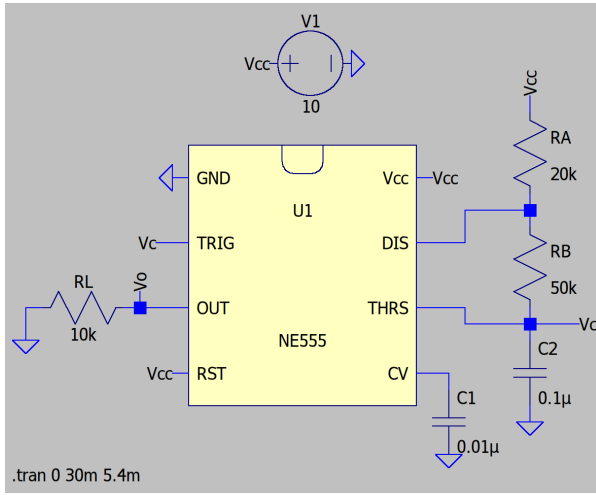 V1
Vcc
10
Vcc
RA
20k
GND
Vcc
Vcc
U1
Vc
TRIG
DIS
RB
50k
Vo
RL
10k
OUT
THRS
Vc
NE555
C2
0.1µ
Vcc
RST
CV
C1
0.01µ
.tran 0 30m 5.4m